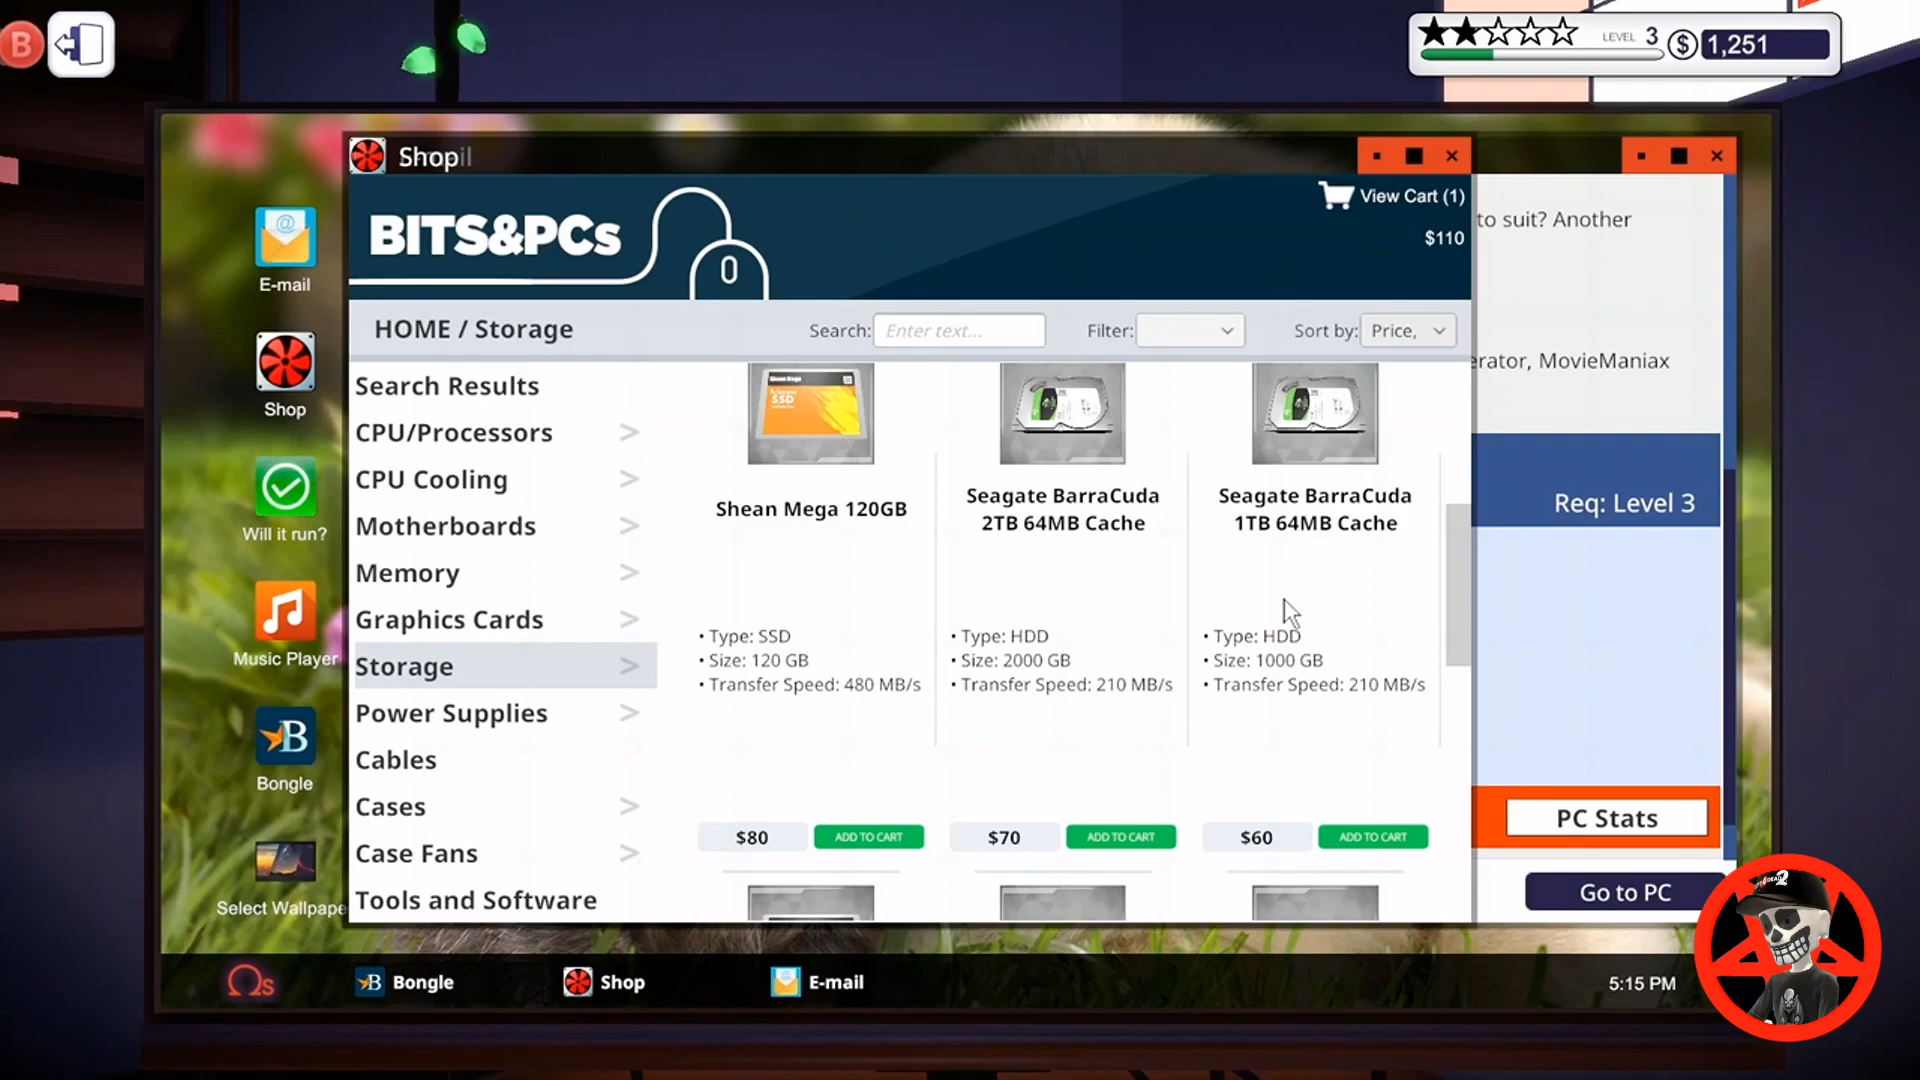 B
LEVEL 3
$ 1,251
Shop
View Cart (1)
$110
BITS&PCs
to suit? Another
HOME / Storage
Search: Enter text...
Filter:
Sort by: Price,
erator, MovieManiax
E-mail
Shop
Will it run?
Music Player
Bongle
Select Wallpape
Search Results
CPU/Processors >
CPU Cooling >
Motherboards >
Memory >
Graphics Cards >
Storage >
Power Supplies >
Cables
Cases >
Case Fans >
Tools and Software
Shean Mega
SSD
Shean Mega 120GB
• Type: SSD
• Size: 120 GB
• Transfer Speed: 480 MB/s
$80 ADD TO CART
Seagate BarraCuda
2TB 64MB Cache
• Type: HDD
• Size: 2000 GB
• Transfer Speed: 210 MB/s
$70 ADD TO CART
Seagate BarraCuda
1TB 64MB Cache
• Type: HDD
• Size: 1000 GB
• Transfer Speed: 210 MB/s
$60 ADD TO CART
Req: Level 3
PC Stats
Go to PC
Ωs
Bongle
Shop
E-mail
5:15 PM